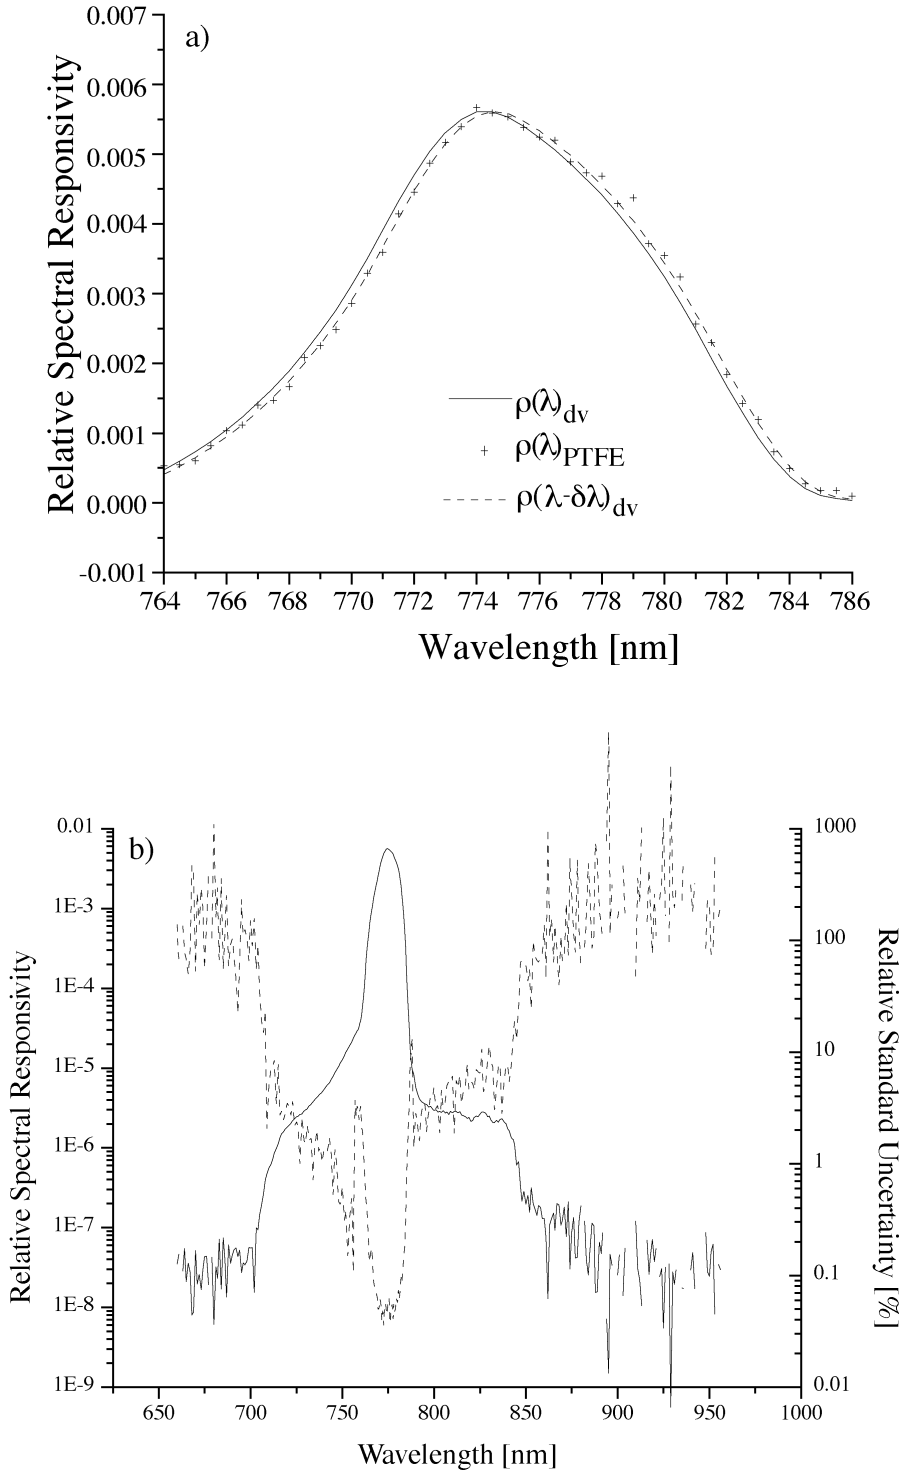 a)
0.007
0.006
0.005
0.004
0.003
0.002
0.001
0.000
-0.001
Relative Spectral Responsivity
ρ(λ)dv
ρ(λ)PTFE
ρ(λ-δλ)dv
764 766 768 770 772 774 776 778 780 782 784 786
Wavelength [nm]
b)
0.01
1E-3
1E-4
1E-5
1E-6
1E-7
1E-8
1E-9
Relative Spectral Responsivity
1000
100
10
1
0.1
0.01
Relative Standard Uncertainty [%]
650 700 750 800 850 900 950 1000
Wavelength [nm]